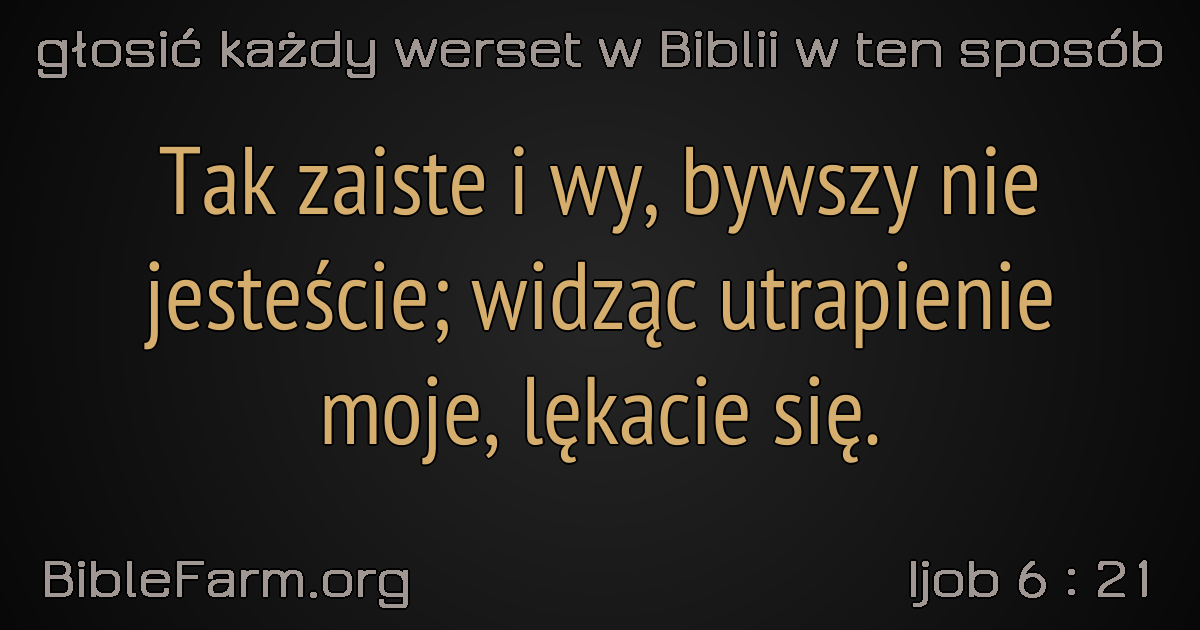 głosić każdy werset w Biblii w ten sposób
Tak zaiste i wy, bywszy nie
jesteście; widząc utrapienie
moje, lękacie się.
BibleFarm.org
Ijob 6 : 21